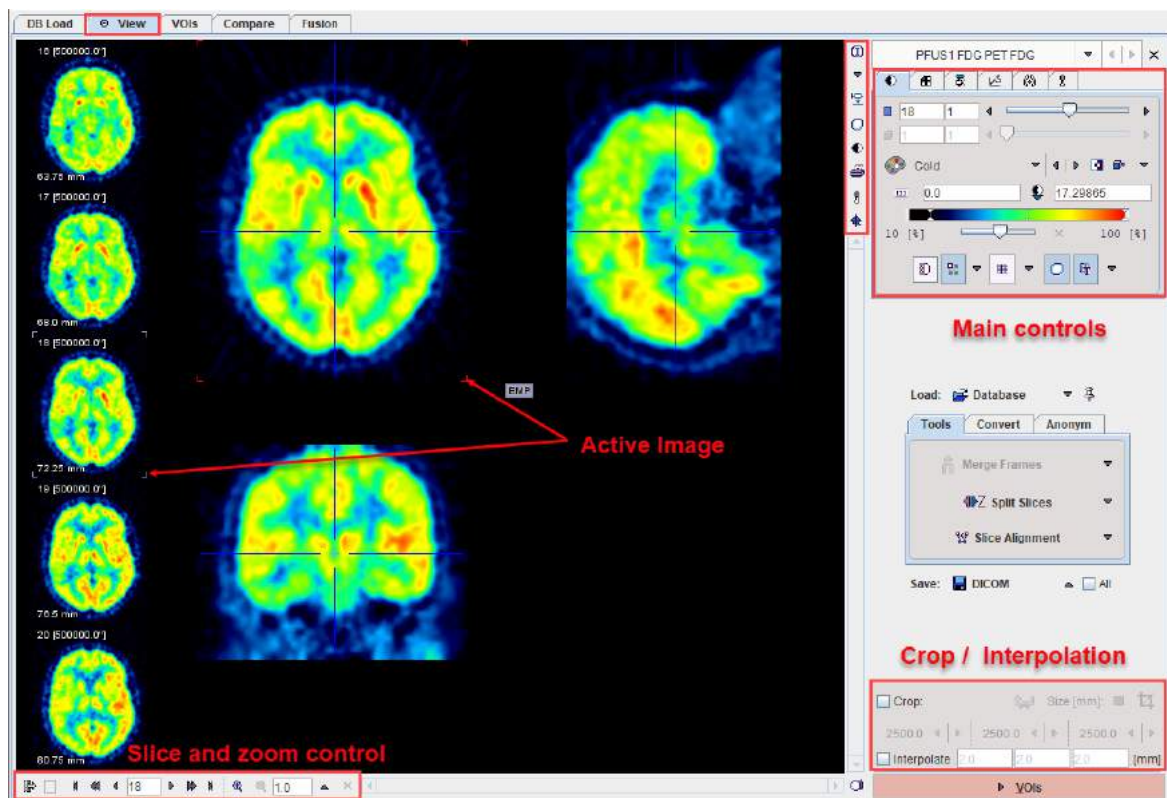 DB Load View VOIs Compare Fusion
16 [500000.0"]
63.75 mm
17 [500000.0"]
68.0 mm
18 [500000.0"]
72.25 mm
19 [500000.0"]
76.5 mm
20 [500000.0"]
80.75 mm
EMP
Active Image
Slice and zoom control
18 1.0
PFUS1 FDG PET FDG
18 1
1 1
Cold
0.0 17.29865
10 [%] 100 [%]
Main controls
Load: Database
Tools Convert Anonym
Merge Frames
Split Slices
Slice Alignment
Save: DICOM All
Crop / Interpolation
Crop: Size [mm]:
2500.0 2500.0 2500.0
Interpolate 2.0 2.0 2.0 [mm]
VOIs